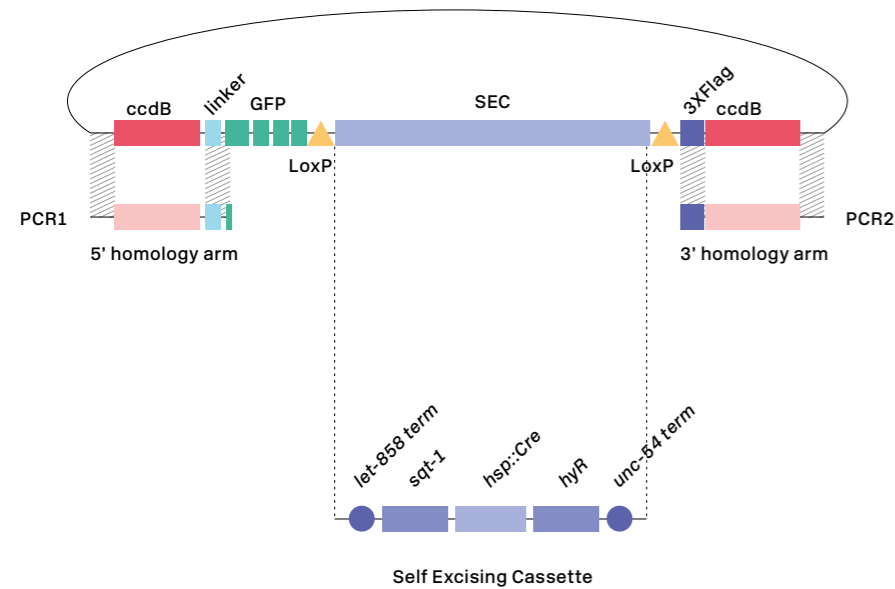 ccdB
linker
GFP
SEC
3XFlag
ccdB
LoxP
LoxP
PCR1
PCR2
5’ homology arm
3’ homology arm
let-858 term
sqt-1
hsp::Cre
hyR
unc-54 term
Self Excising Cassette